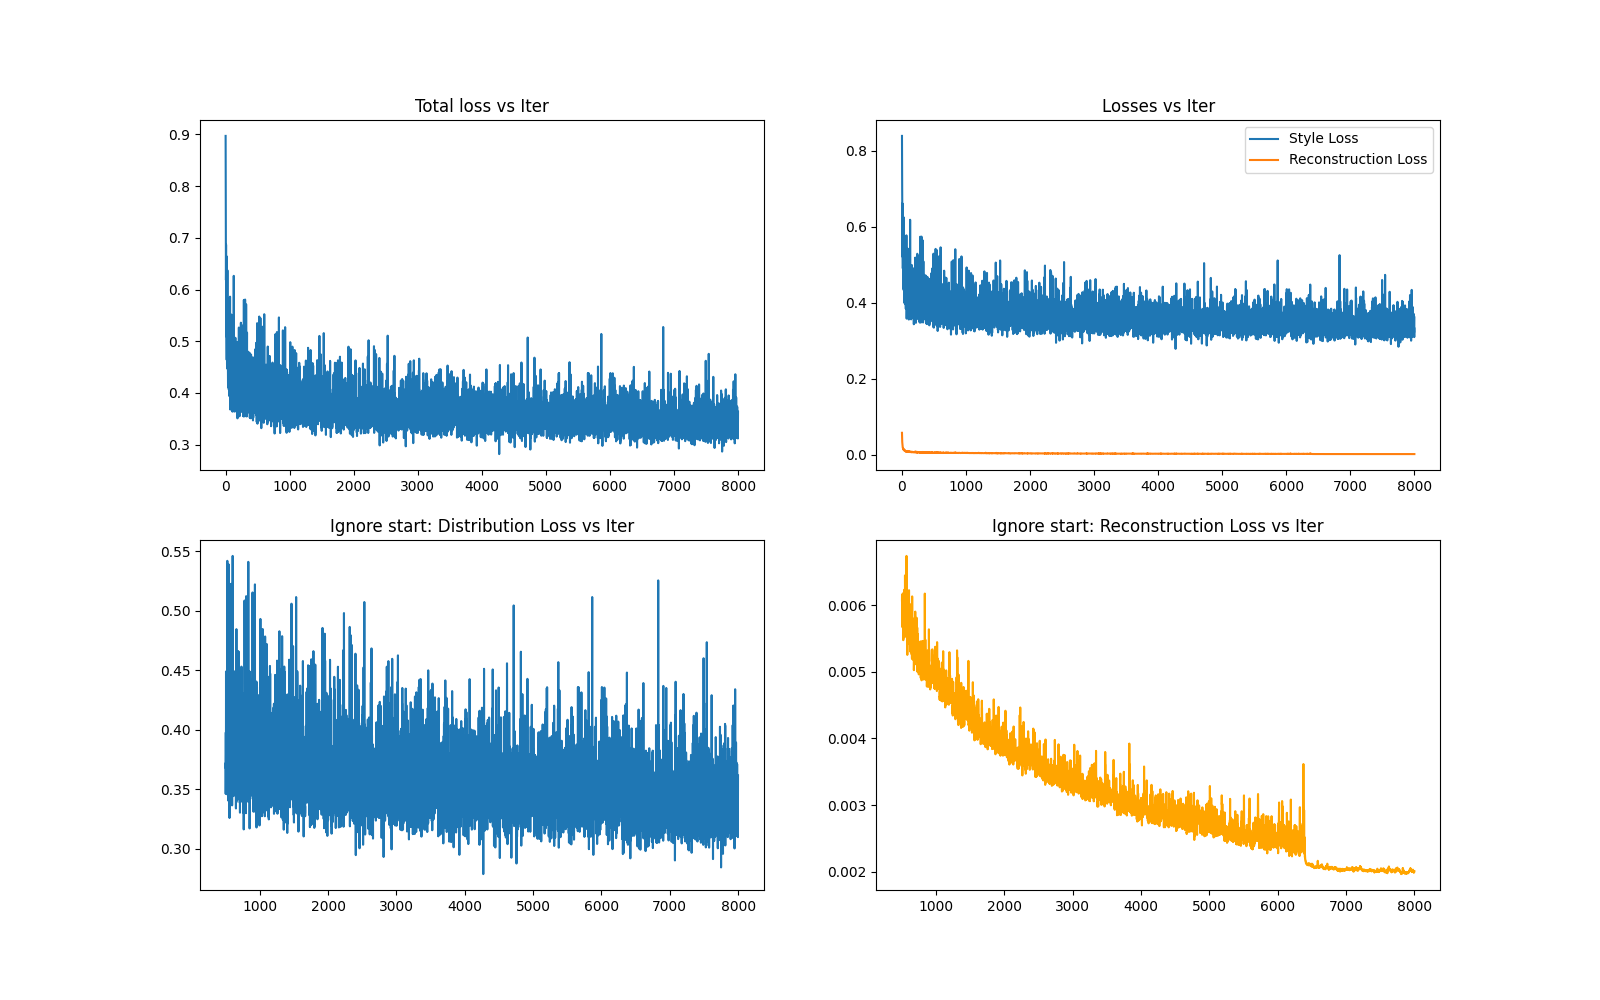 Total loss vs Iter
0.9
0.8
0.7
0.6
0.5
0.4
0.3
0 1000 2000 3000 4000 5000 6000 7000 8000
Losses vs Iter
Style Loss
Reconstruction Loss
0.8
0.6
0.4
0.2
0.0
0 1000 2000 3000 4000 5000 6000 7000 8000
Ignore start: Distribution Loss vs Iter
0.55
0.50
0.45
0.40
0.35
0.30
1000 2000 3000 4000 5000 6000 7000 8000
Ignore start: Reconstruction Loss vs Iter
0.006
0.005
0.004
0.003
0.002
1000 2000 3000 4000 5000 6000 7000 8000